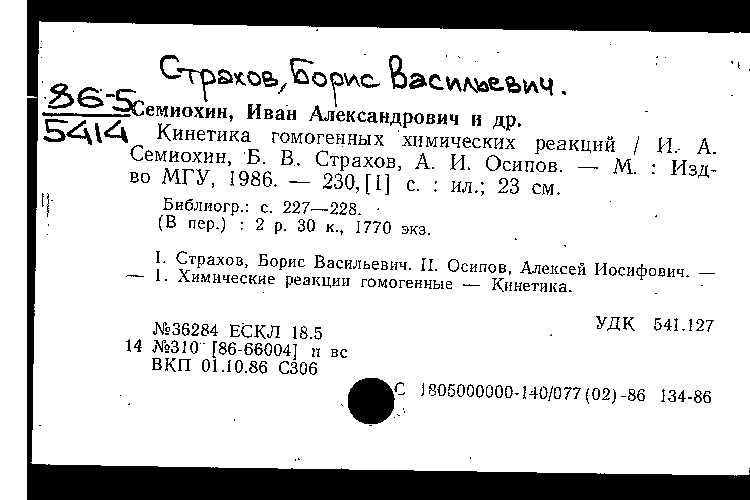 Страхов, Борис Васильевич.
86-5
5414
Семиохин, Иван Александрович и др.
Кинетика гомогенных химических реакций / И. А.
Семиохин, Б. В. Страхов, А. И. Осипов. — М. : Изд-
во МГУ, 1986. — 230,[1] с. : ил.; 23 см.
Библиогр.: с. 227—228.
(В пер.) : 2 р. 30 к., 1770 экз.
I. Страхов, Борис Васильевич. II. Осипов, Алексей Иосифович. —
— 1. Химические реакции гомогенные — Кинетика.
УДК 541.127
№36284 ЕСКЛ 18.5
14 №310 [86-66004] п вс
ВКП 01.10.86 С306
С 1805000000-140/077(02)-86 134-86